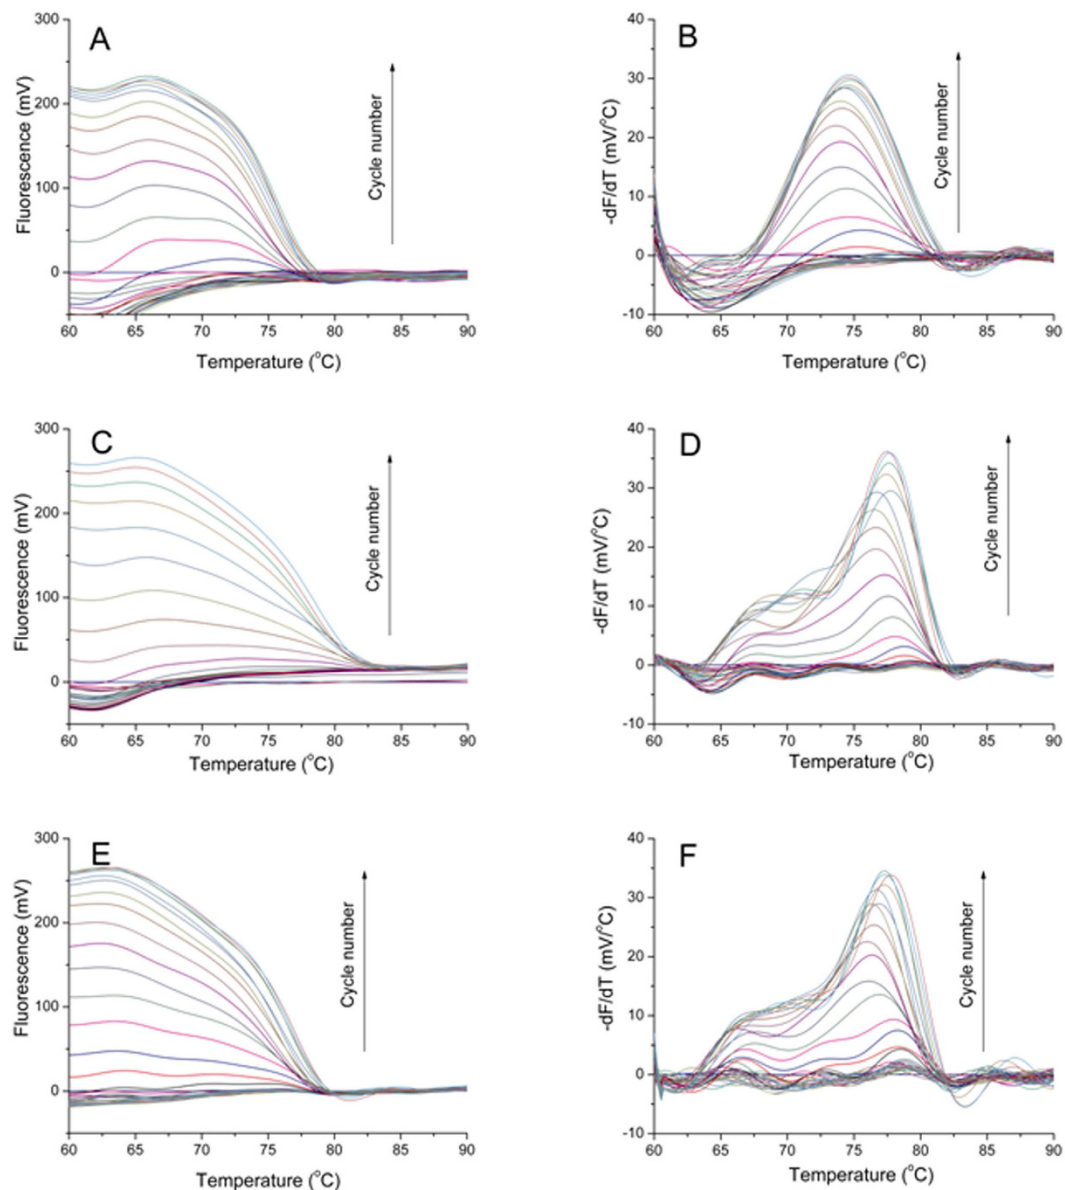 A
300
200
100
0
Fluorescence (mV)
Cycle number
60 65 70 75 80 85 90
Temperature (°C)
B
40
30
20
10
0
-10
-dF/dT (mV/°C)
Cycle number
60 65 70 75 80 85 90
Temperature (°C)
C
300
200
100
0
Fluorescence (mV)
Cycle number
60 65 70 75 80 85 90
Temperature (°C)
D
40
30
20
10
0
-10
-dF/dT (mV/°C)
Cycle number
60 65 70 75 80 85 90
Temperature (°C)
E
300
200
100
0
Fluorescence (mV)
Cycle number
60 65 70 75 80 85 90
Temperature (°C)
F
40
30
20
10
0
-10
-dF/dT (mV/°C)
Cycle number
60 65 70 75 80 85 90
Temperature (°C)